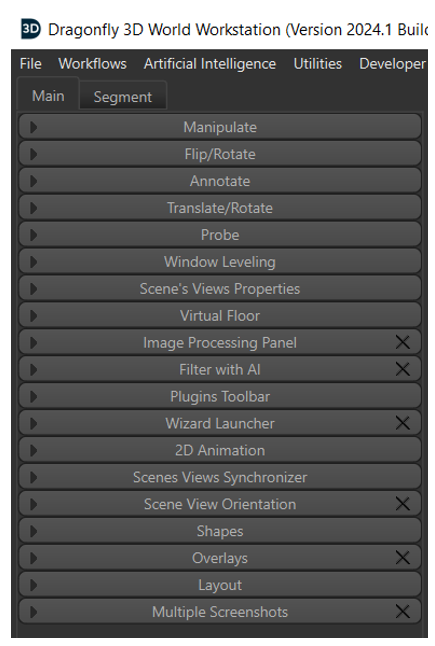 3D Dragonfly 3D World Workstation (Version 2024.1 Buil
File Workflows Artificial Intelligence Utilities Developer
Main Segment
Manipulate
Flip/Rotate
Annotate
Translate/Rotate
Probe
Window Leveling
Scene's Views Properties
Virtual Floor
Image Processing Panel
Filter with AI
Plugins Toolbar
Wizard Launcher
2D Animation
Scenes Views Synchronizer
Scene View Orientation
Shapes
Overlays
Layout
Multiple Screenshots